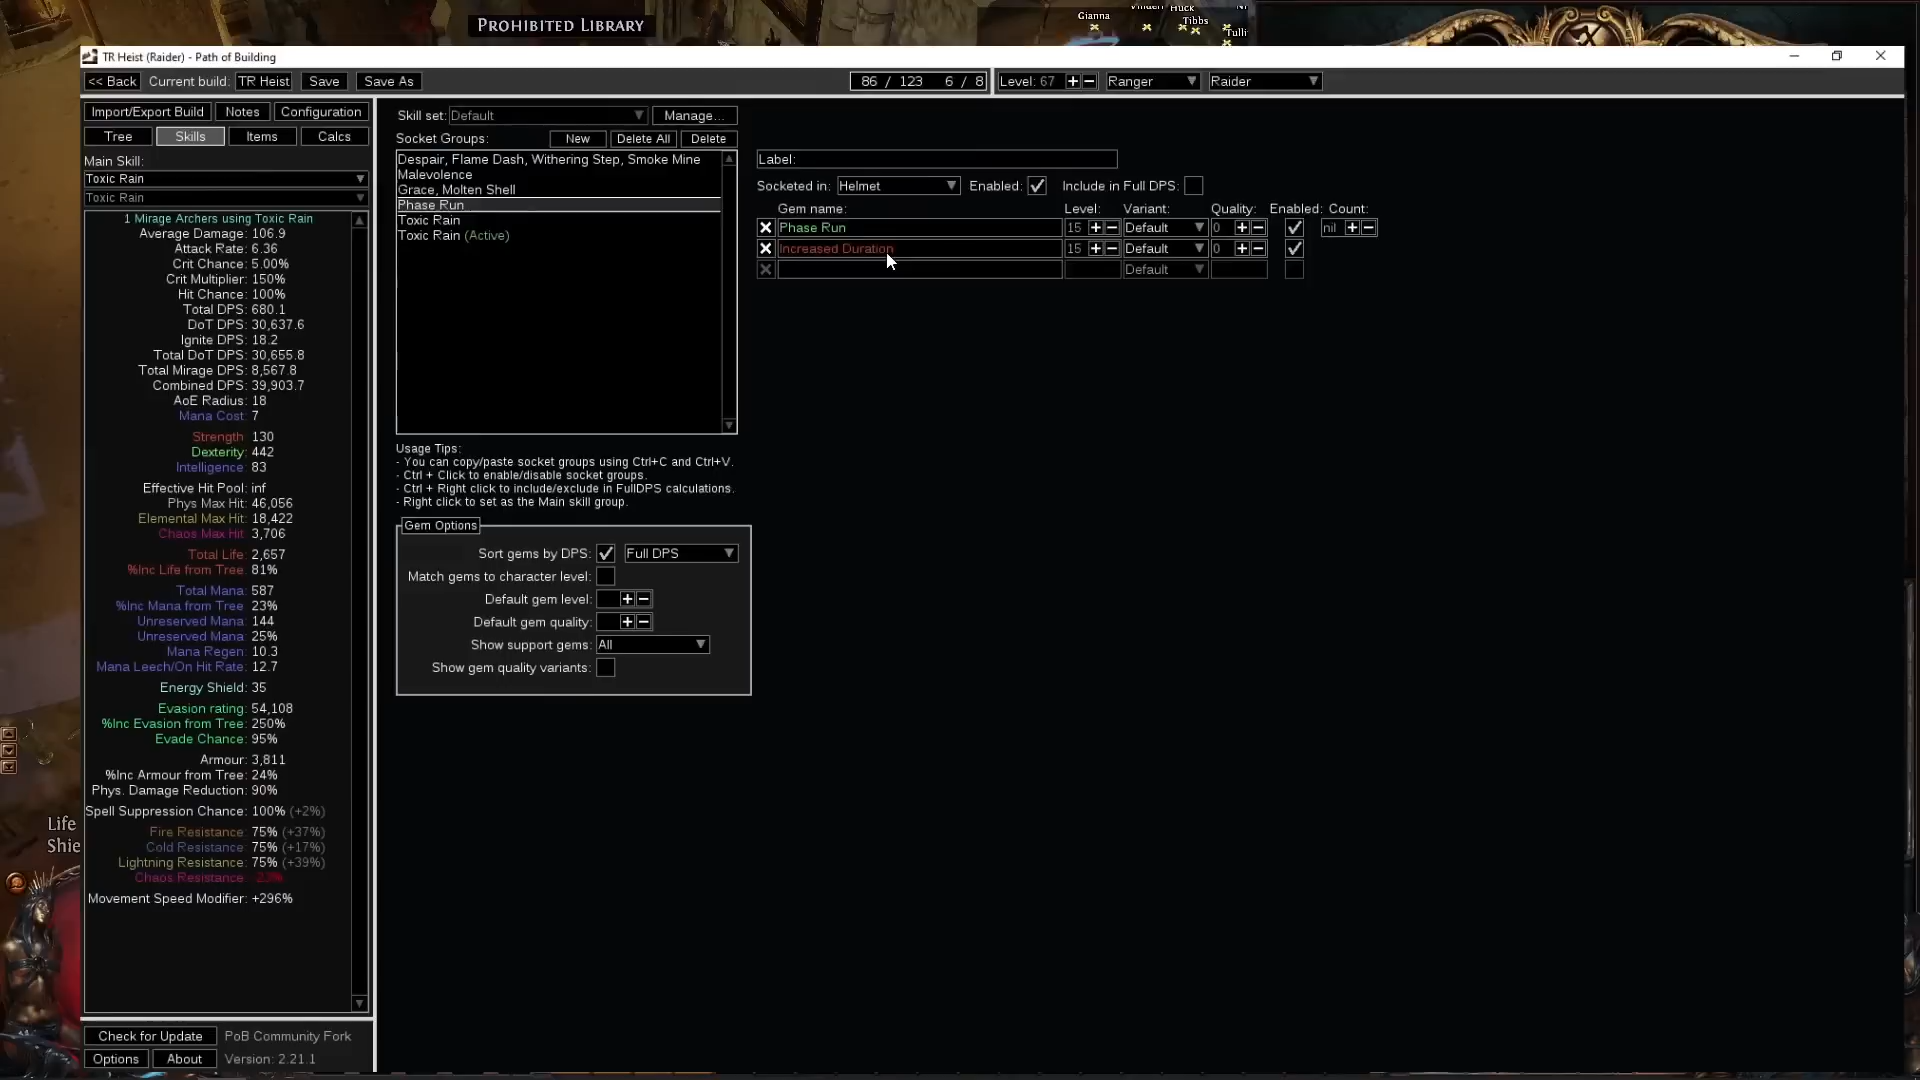 PROHIBITED LIBRARY
Gianna
Huck
Tibbs
Tulli
TR Heist (Raider) - Path of Building
<< Back Current build: TR Heist Save Save As 86 / 123 6 / 8 Level: 67 Ranger Raider
Import/Export Build Notes Configuration
Tree Skills Items Calcs
Main Skill:
Toxic Rain
Toxic Rain
1 Mirage Archers using Toxic Rain
Average Damage: 106.9
Attack Rate: 6.36
Crit Chance: 5.00%
Crit Multiplier: 150%
Hit Chance: 100%
Total DPS: 680.1
DoT DPS: 30,637.6
Ignite DPS: 18.2
Total DoT DPS: 30,655.8
Total Mirage DPS: 8,567.8
Combined DPS: 39,903.7
AoE Radius: 18
Mana Cost: 7
Strength: 130
Dexterity: 442
Intelligence: 83
Effective Hit Pool: inf
Phys Max Hit: 46,056
Elemental Max Hit: 18,422
Chaos Max Hit: 3,706
Total Life: 2,657
%Inc Life from Tree: 81%
Total Mana: 587
%Inc Mana from Tree: 23%
Unreserved Mana: 144
Unreserved Mana: 25%
Mana Regen: 10.3
Mana Leech/On Hit Rate: 12.7
Energy Shield: 35
Evasion rating: 54,108
%Inc Evasion from Tree: 250%
Evade Chance: 95%
Armour: 3,811
%Inc Armour from Tree: 24%
Phys. Damage Reduction: 90%
Spell Suppression Chance: 100% (+2%)
Fire Resistance: 75% (+37%)
Cold Resistance: 75% (+17%)
Lightning Resistance: 75% (+39%)
Chaos Resistance: -23%
Movement Speed Modifier: +296%
Check for Update PoB Community Fork
Options About Version: 2.21.1
Skill set: Default Manage...
Socket Groups: New Delete All Delete
Despair, Flame Dash, Withering Step, Smoke Mine
Malevolence
Grace, Molten Shell
Phase Run
Toxic Rain
Toxic Rain (Active)
Usage Tips:
- You can copy/paste socket groups using Ctrl+C and Ctrl+V.
- Ctrl + Click to enable/disable socket groups.
- Ctrl + Right click to include/exclude in FullDPS calculations.
- Right click to set as the Main skill group.
Gem Options
Sort gems by DPS: Full DPS
Match gems to character level:
Default gem level:
Default gem quality:
Show support gems: All
Show gem quality variants:
Label:
Socketed in: Helmet Enabled: Include in Full DPS:
Gem name: Level: Variant: Quality: Enabled: Count:
Phase Run 15 Default 0 nil
Increased Duration 15 Default 0
Default
Life
Shie